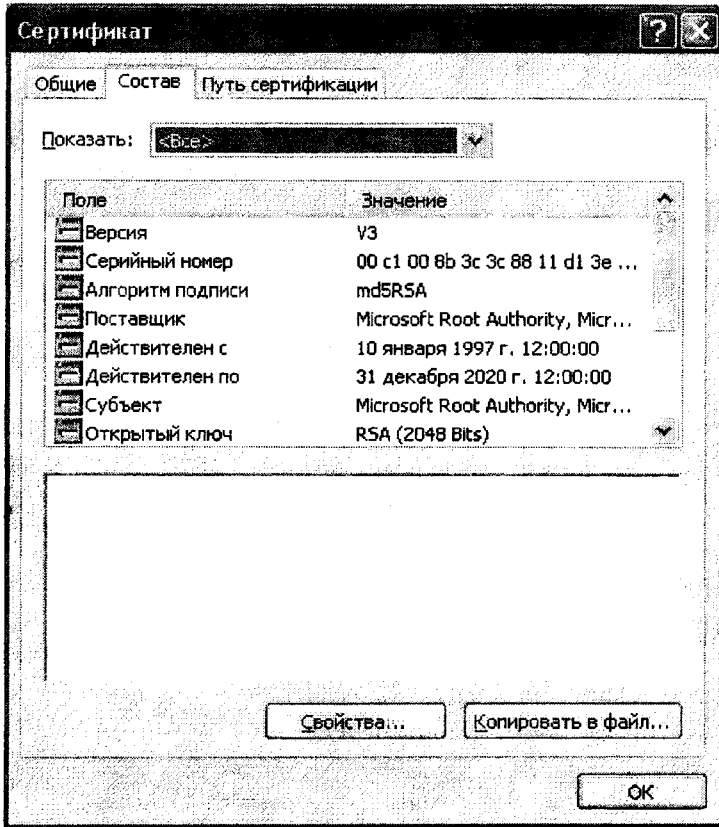 Сертификат
Общие Состав Путь сертификации
Показать: <Все>
Поле Значение
Версия V3
Серийный номер 00 c1 00 8b 3c 3c 88 11 d1 3e ...
Алгоритм подписи md5RSA
Поставщик Microsoft Root Authority, Micr...
Действителен с 10 января 1997 г. 12:00:00
Действителен по 31 декабря 2020 г. 12:00:00
Субъект Microsoft Root Authority, Micr...
Открытый ключ RSA (2048 Bits)
Свойства... Копировать в файл...
ОК